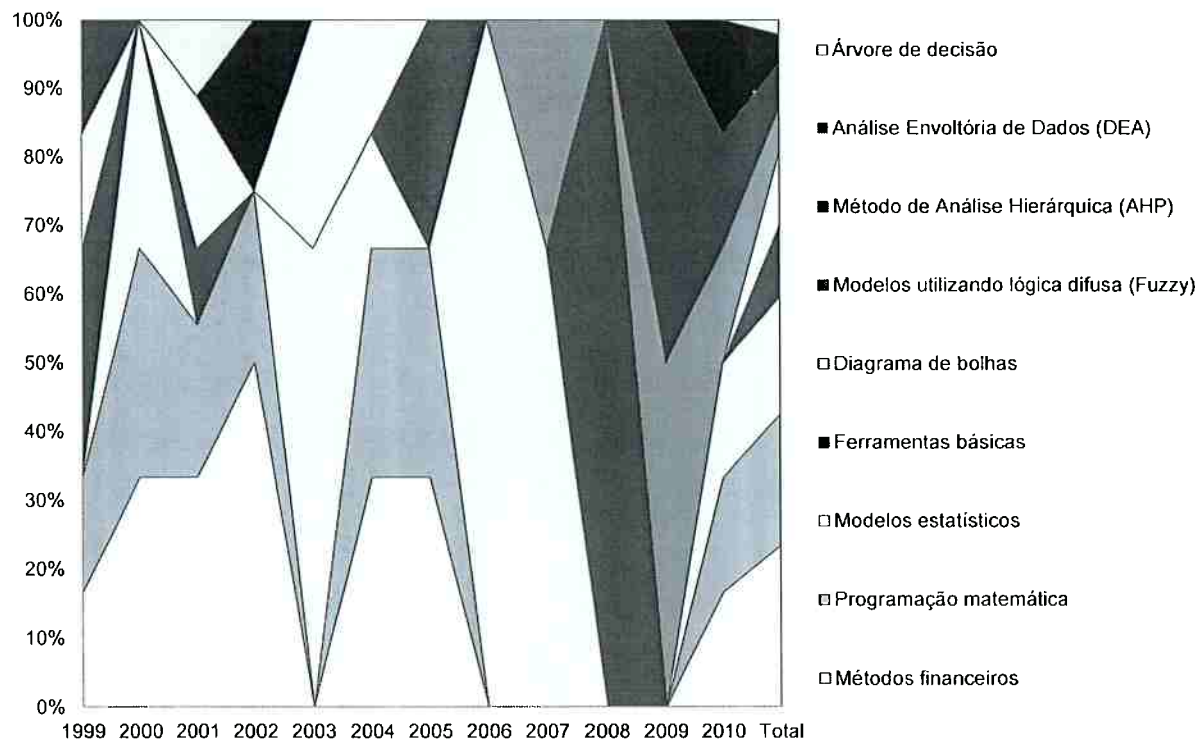 100%
90%
80%
70%
60%
50%
40%
30%
20%
10%
0%
1999 2000 2001 2002 2003 2004 2005 2006 2007 2008 2009 2010 Total
Árvore de decisão
Análise Envoltória de Dados (DEA)
Método de Análise Hierárquica (AHP)
Modelos utilizando lógica difusa (Fuzzy)
Diagrama de bolhas
Ferramentas básicas
Modelos estatísticos
Programação matemática
Métodos financeiros